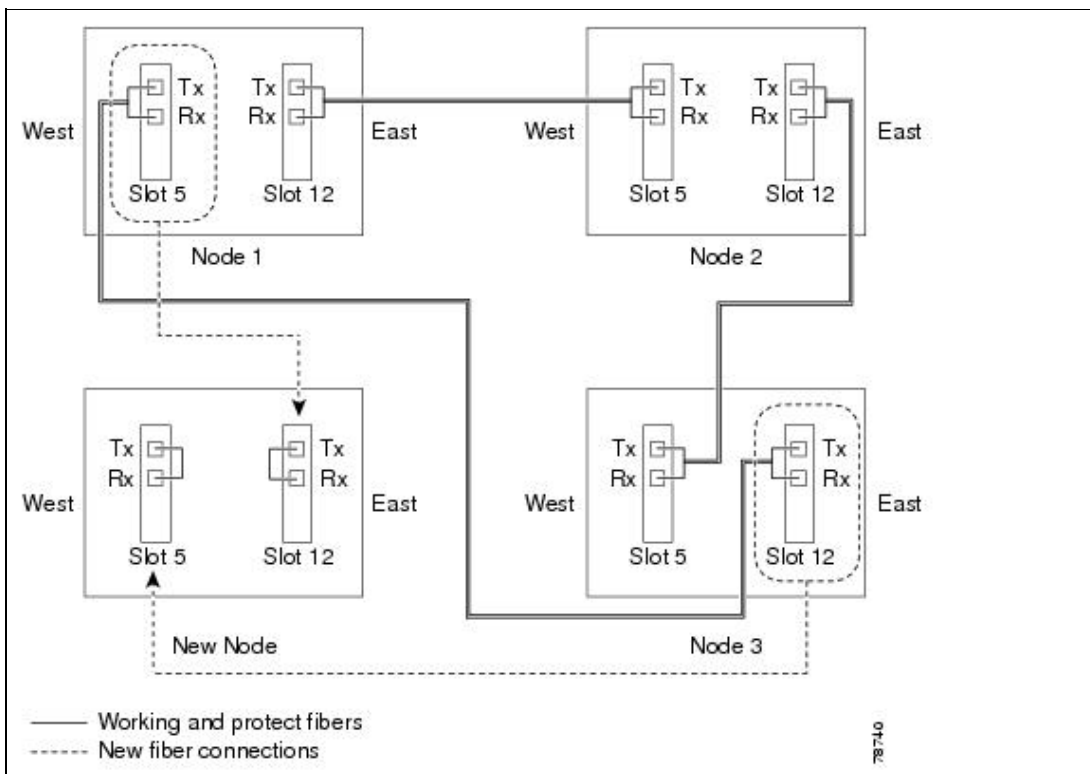 Tx Tx Tx Tx
Rx Rx Rx Rx
West East West East
Slot 5 Slot 12 Slot 5 Slot 12
Node 1 Node 2
Tx Tx Tx Tx
Rx Rx Rx Rx
West East West East
Slot 5 Slot 12 Slot 5 Slot 12
New Node Node 3
Working and protect fibers
New fiber connections
78740